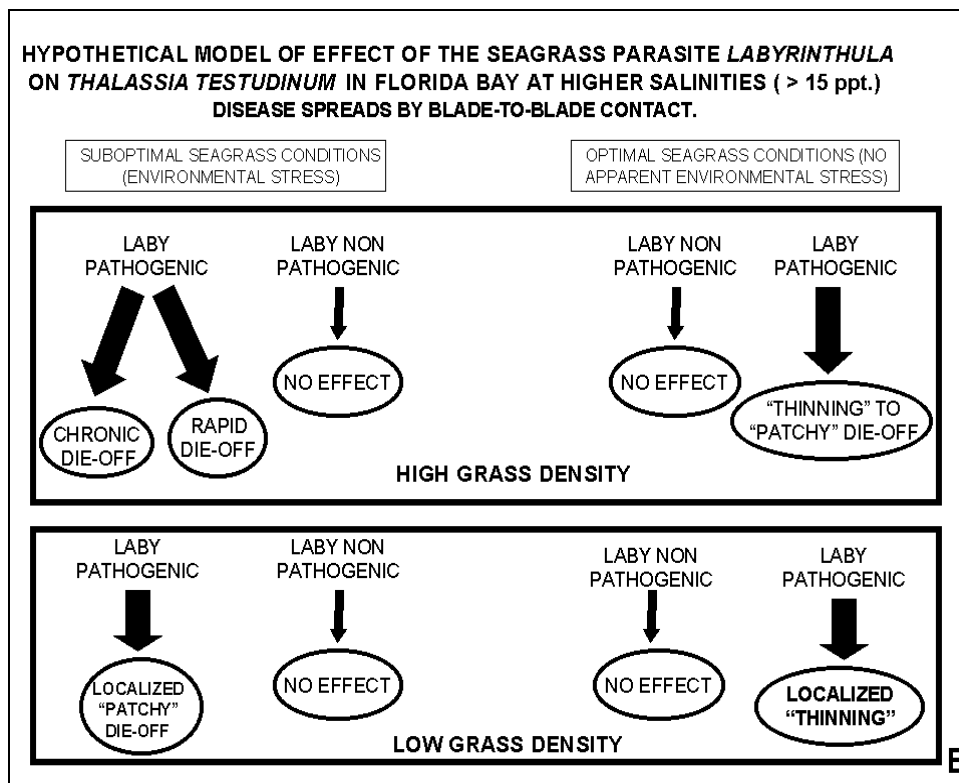 HYPOTHETICAL MODEL OF EFFECT OF THE SEAGRASS PARASITE LABYRINTHULA
ON THALASSIA TESTUDINUM IN FLORIDA BAY AT HIGHER SALINITIES ( > 15 ppt.)
DISEASE SPREADS BY BLADE-TO-BLADE CONTACT.
SUBOPTIMAL SEAGRASS CONDITIONS
(ENVIRONMENTAL STRESS)
OPTIMAL SEAGRASS CONDITIONS (NO
APPARENT ENVIRONMENTAL STRESS)
LABY
PATHOGENIC
LABY NON
PATHOGENIC
LABY NON
PATHOGENIC
LABY
PATHOGENIC
CHRONIC
DIE-OFF
RAPID
DIE-OFF
NO EFFECT
NO EFFECT
“THINNING” TO
“PATCHY” DIE-OFF
HIGH GRASS DENSITY
LABY
PATHOGENIC
LABY NON
PATHOGENIC
LABY NON
PATHOGENIC
LABY
PATHOGENIC
LOCALIZED
“PATCHY”
DIE-OFF
NO EFFECT
NO EFFECT
LOCALIZED
“THINNING”
LOW GRASS DENSITY